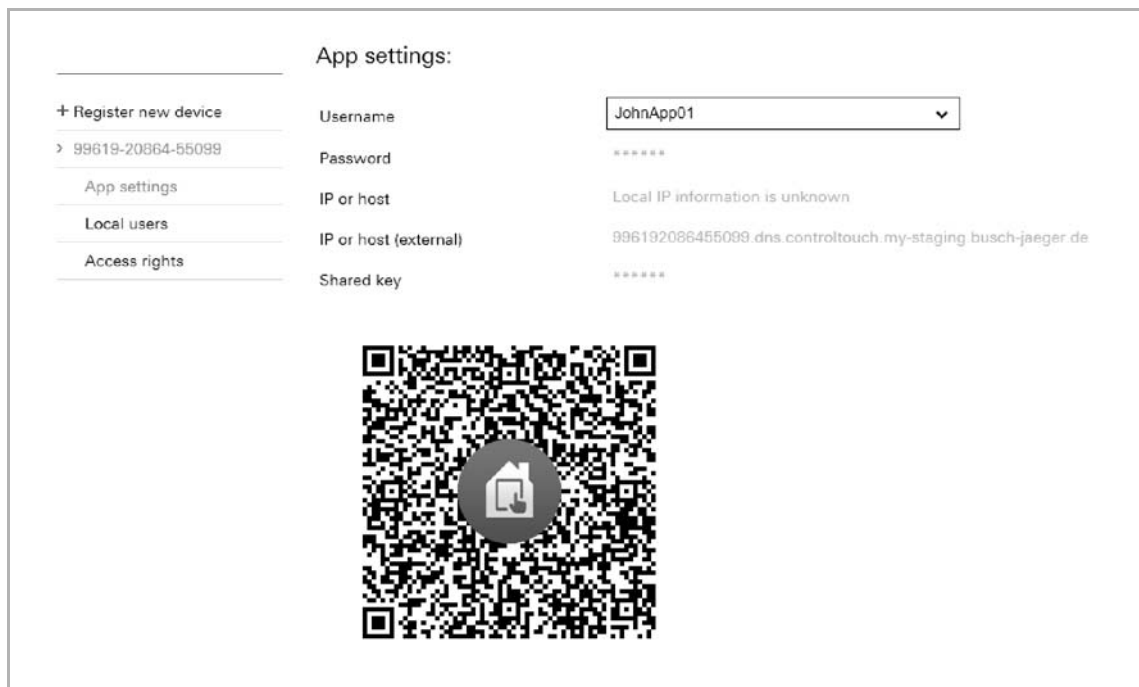 App settings:
+ Register new device
> 99619-20864-55099
App settings
Local users
Access rights
Username
JohnApp01
Password
******
IP or host
Local IP information is unknown
IP or host (external)
996192086455099.dns.controltouch.my-staging.busch-jaeger.de
Shared key
******